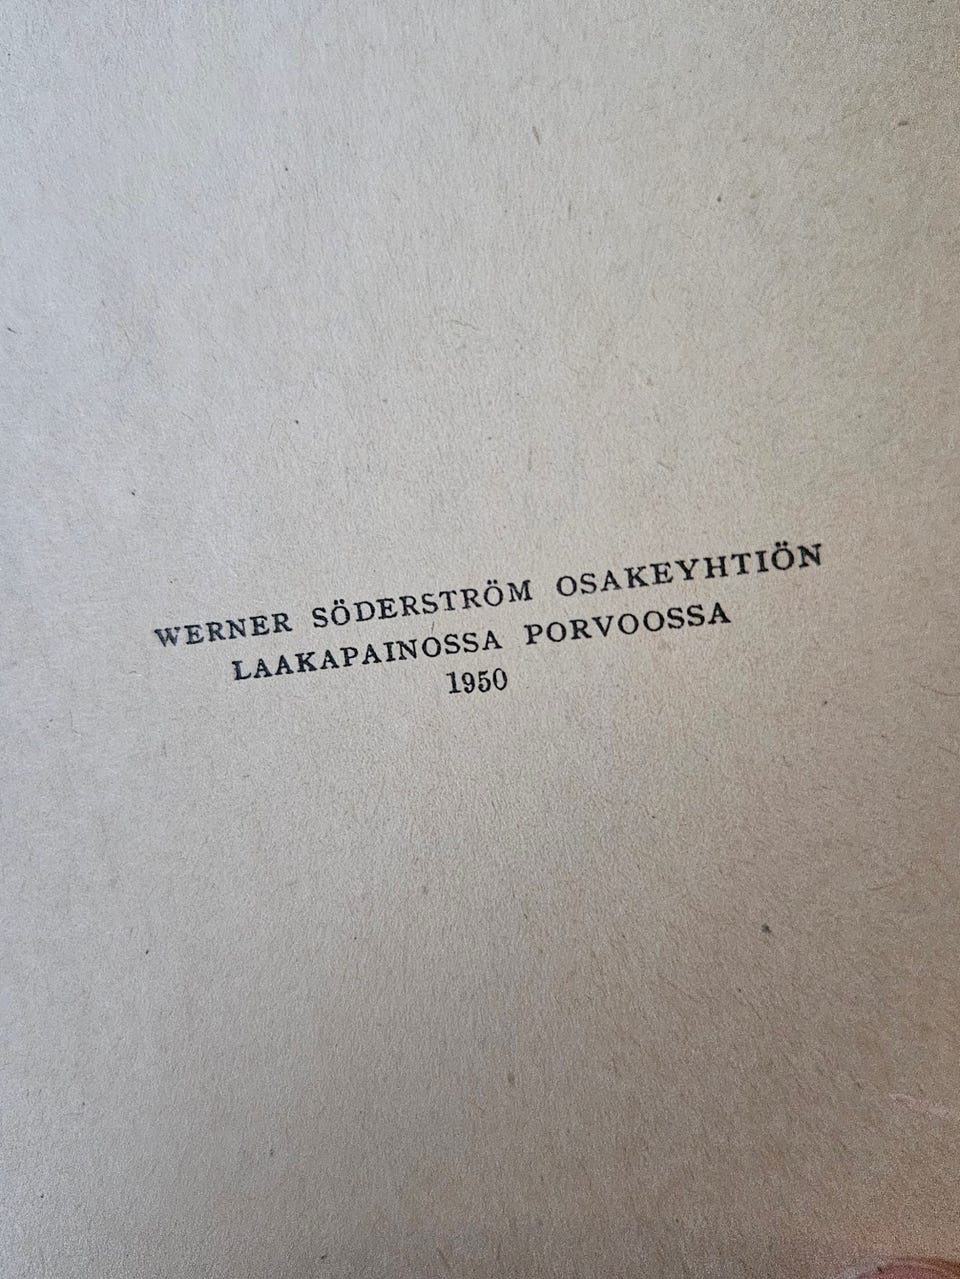 WERNER SÖDERSTRÖM OSAKEYHTIÖN
LAAKAPAINOSSA PORVOOSSA
1950